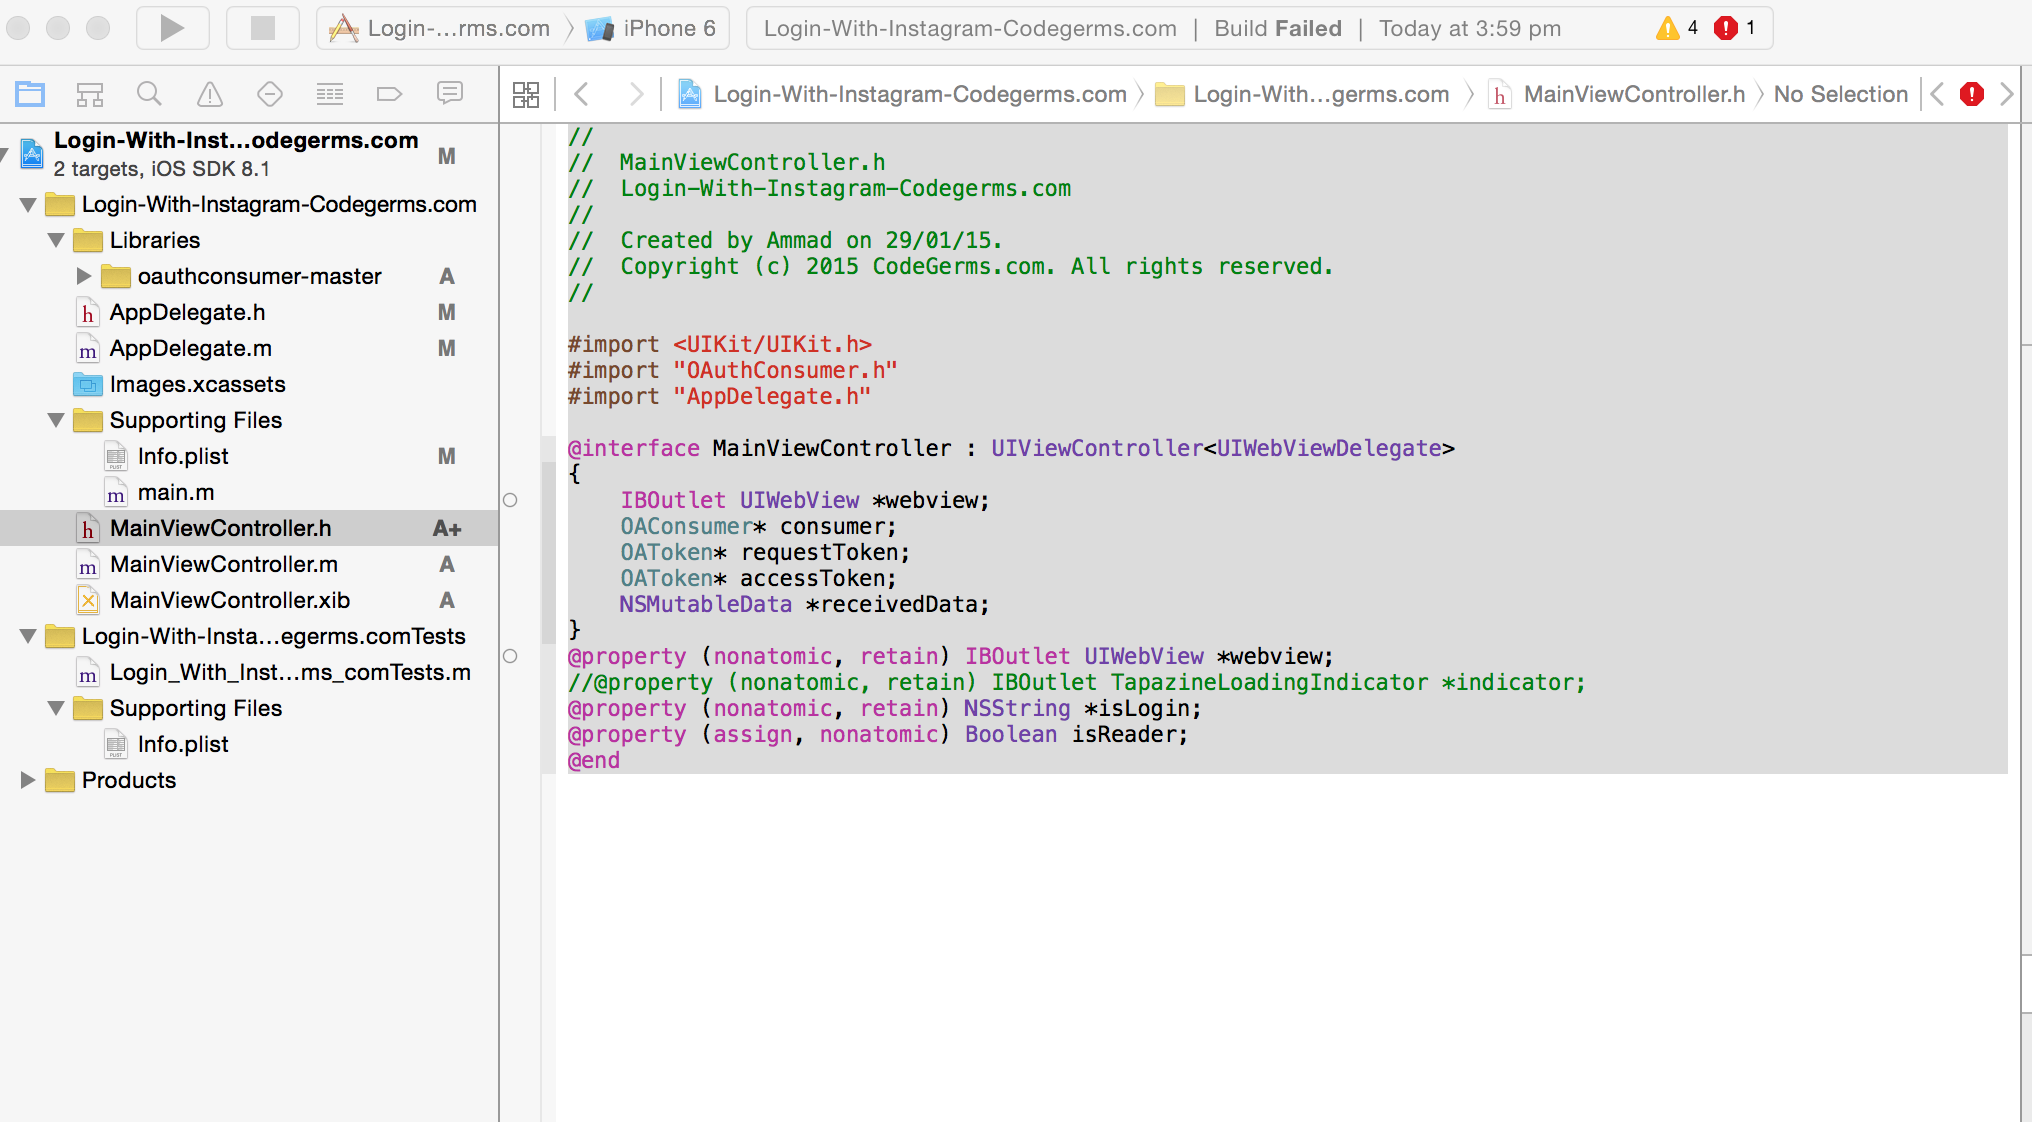 Login-...rms.com
iPhone 6
Login-With-Instagram-Codegerms.com | Build Failed | Today at 3:59 pm
4
1
Login-With-Instagram-Codegerms.com
Login-With...germs.com
h MainViewController.h
No Selection
Login-With-Inst...odegerms.com
2 targets, iOS SDK 8.1
M
Login-With-Instagram-Codegerms.com
Libraries
oauthconsumer-master A
h AppDelegate.h M
m AppDelegate.m M
Images.xcassets
Supporting Files
Info.plist M
m main.m
h MainViewController.h A+
m MainViewController.m A
MainViewController.xib A
Login-With-Insta...egerms.comTests
m Login_With_Inst...ms_comTests.m
Supporting Files
Info.plist
Products
//
//  MainViewController.h
//  Login-With-Instagram-Codegerms.com
//
//  Created by Ammad on 29/01/15.
//  Copyright (c) 2015 CodeGerms.com. All rights reserved.
//
#import <UIKit/UIKit.h>
#import "OAuthConsumer.h"
#import "AppDelegate.h"
@interface MainViewController : UIViewController<UIWebViewDelegate>
{
    IBOutlet UIWebView *webview;
    OAConsumer* consumer;
    OAToken* requestToken;
    OAToken* accessToken;
    NSMutableData *receivedData;
}
@property (nonatomic, retain) IBOutlet UIWebView *webview;
//@property (nonatomic, retain) IBOutlet TapazineLoadingIndicator *indicator;
@property (nonatomic, retain) NSString *isLogin;
@property (assign, nonatomic) Boolean isReader;
@end